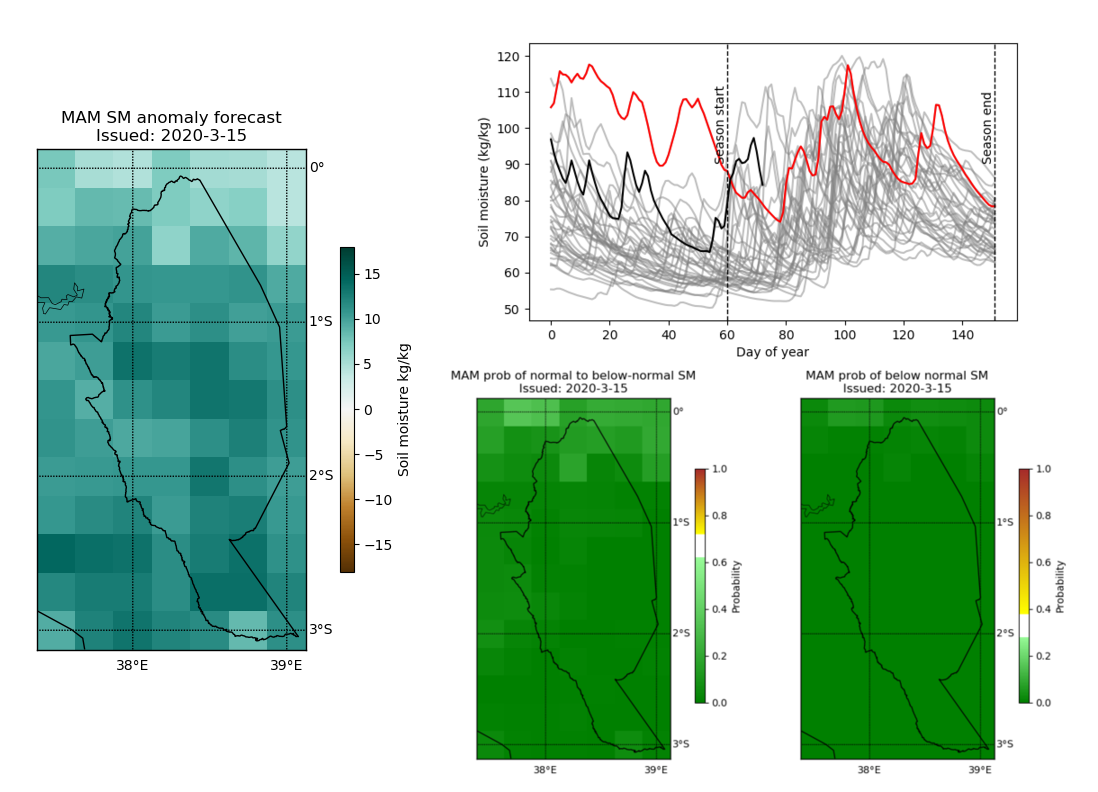 MAM SM anomaly forecast
Issued: 2020-3-15
0°
1°S
2°S
3°S
38°E
39°E
15
10
5
0
−5
−10
−15
Soil moisture kg/kg
120
110
100
90
80
70
60
50
Soil moisture (kg/kg)
Season start
Season end
0
20
40
60
80
100
120
140
Day of year
MAM prob of normal to below-normal SM
Issued: 2020-3-15
0°
1°S
2°S
3°S
38°E
39°E
1.0
0.8
0.6
0.4
0.2
0.0
Probability
MAM prob of below normal SM
Issued: 2020-3-15
0°
1°S
2°S
3°S
38°E
39°E
1.0
0.8
0.6
0.4
0.2
0.0
Probability